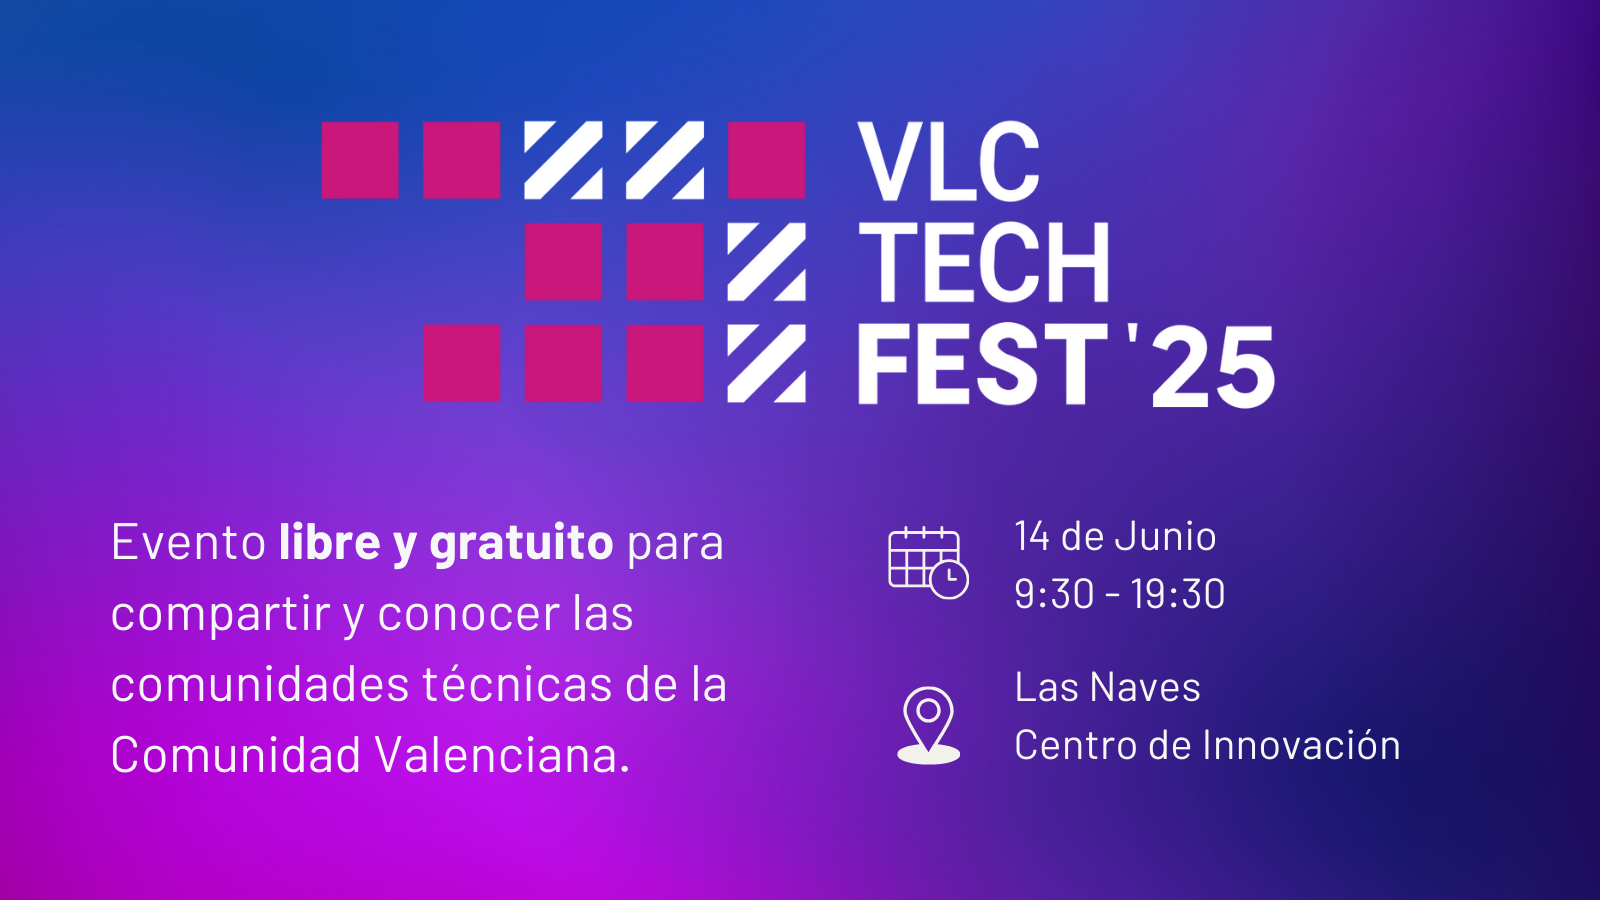 VLC
TECH
FEST '25
Evento libre y gratuito para
compartir y conocer las
comunidades técnicas de la
Comunidad Valenciana.
14 de Junio
9:30 - 19:30
Las Naves
Centro de Innovación